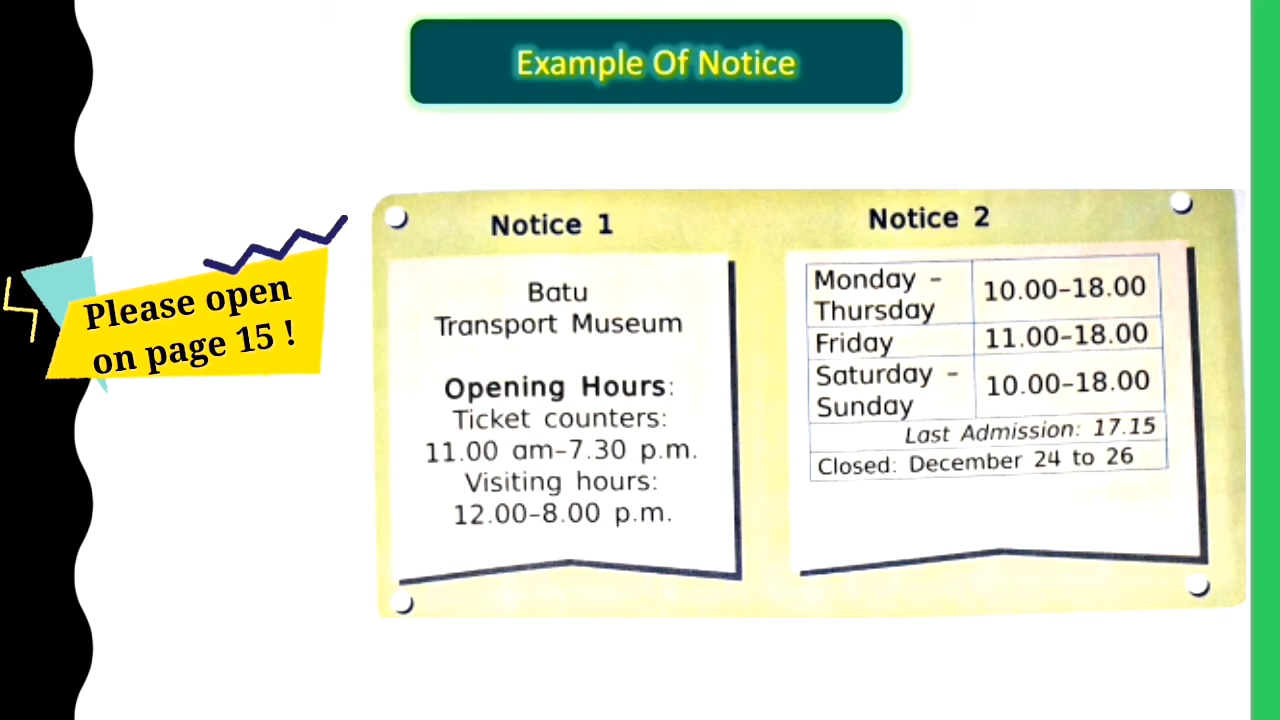 Example Of Notice
Please open
on page 15 !
Notice 1
Batu
Transport Museum
Opening Hours:
Ticket counters:
11.00 am–7.30 p.m.
Visiting hours:
12.00–8.00 p.m.
Notice 2
Monday –
Thursday
10.00–18.00
Friday
11.00–18.00
Saturday –
Sunday
10.00–18.00
Last Admission: 17.15
Closed: December 24 to 26